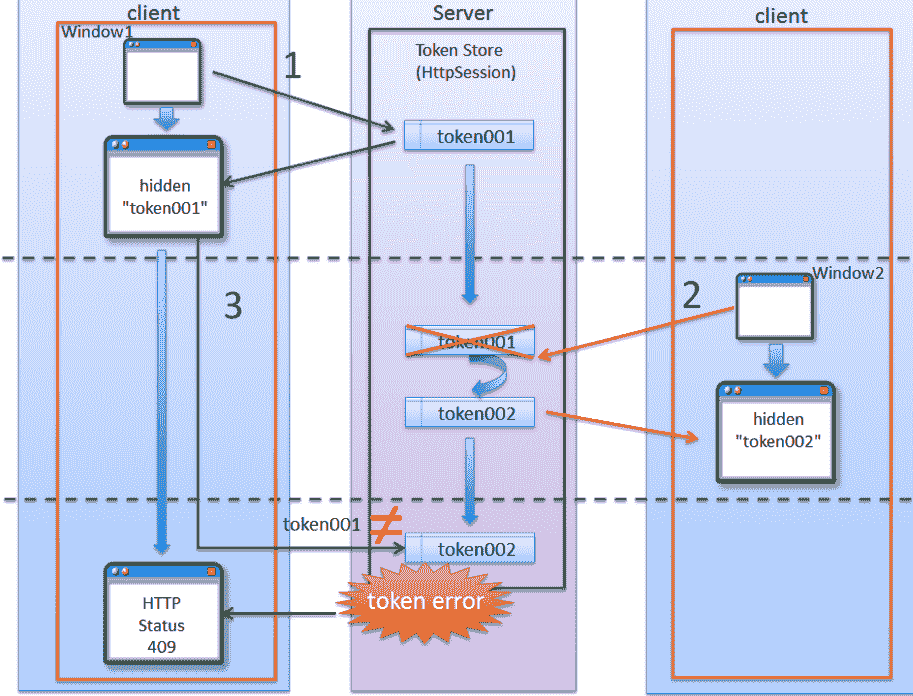 client
Server
client
Window1
Token Store
(HttpSession)
1
token001
hidden
"token001"
3
2
Window2
token001
token002
hidden
"token002"
token001
≠
token002
token error
HTTP
Status
409